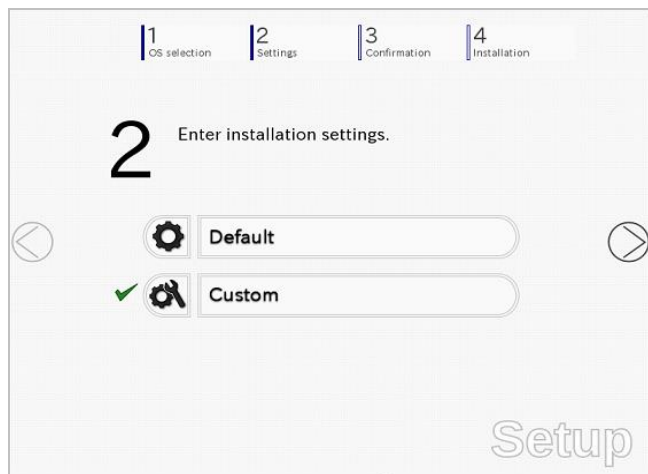 1
OS selection
2
Settings
3
Confirmation
4
Installation
2
Enter installation settings.
Default
Custom
Setup